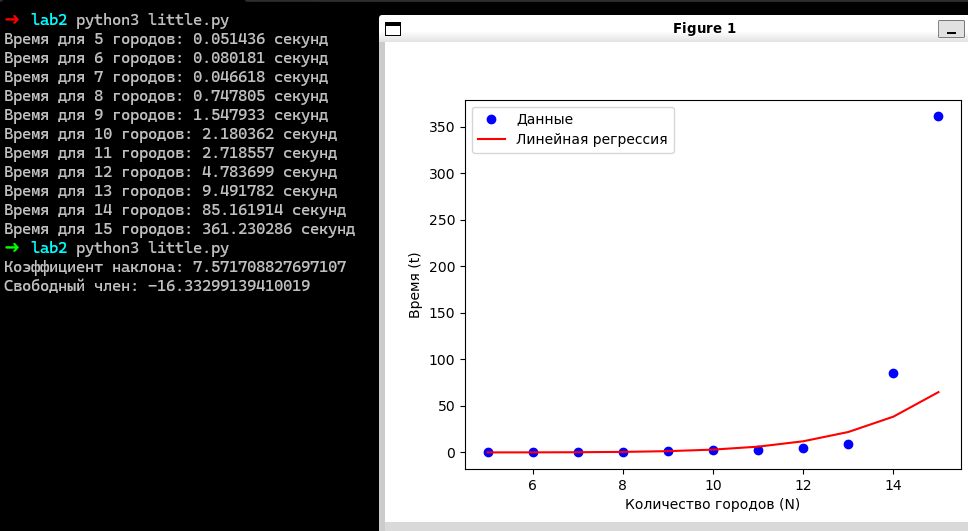 → lab2 python3 little.py
Время для 5 городов: 0.051436 секунд
Время для 6 городов: 0.080181 секунд
Время для 7 городов: 0.046618 секунд
Время для 8 городов: 0.747805 секунд
Время для 9 городов: 1.547933 секунд
Время для 10 городов: 2.180362 секунд
Время для 11 городов: 2.718557 секунд
Время для 12 городов: 4.783699 секунд
Время для 13 городов: 9.491782 секунд
Время для 14 городов: 85.161914 секунд
Время для 15 городов: 361.230286 секунд
→ lab2 python3 little.py
Коэффициент наклона: 7.571708827697107
Свободный член: -16.33299139410019
Figure 1
Данные
Линейная регрессия
Время (t)
350
300
250
200
150
100
50
0
6 8 10 12 14
Количество городов (N)